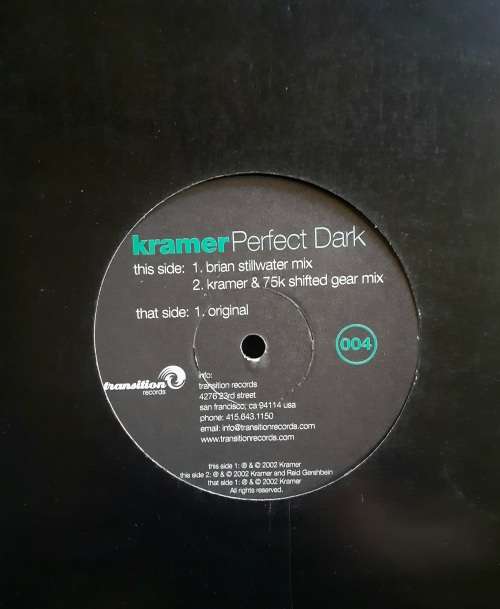 kramer Perfect Dark
this side: 1. brian stillwater mix
2. kramer & 75k shifted gear mix
that side: 1. original
004
transition
records
info:
transition records
4276 23rd street
san francisco, ca 94114 usa
phone: 415.643.1150
email: info@transitionrecords.com
www.transitionrecords.com
this side 1: ℗ & © 2002 Kramer
this side 2: ℗ & © 2002 Kramer and Reid Gershbein
that side 1: ℗ & © 2002 Kramer
All rights reserved.